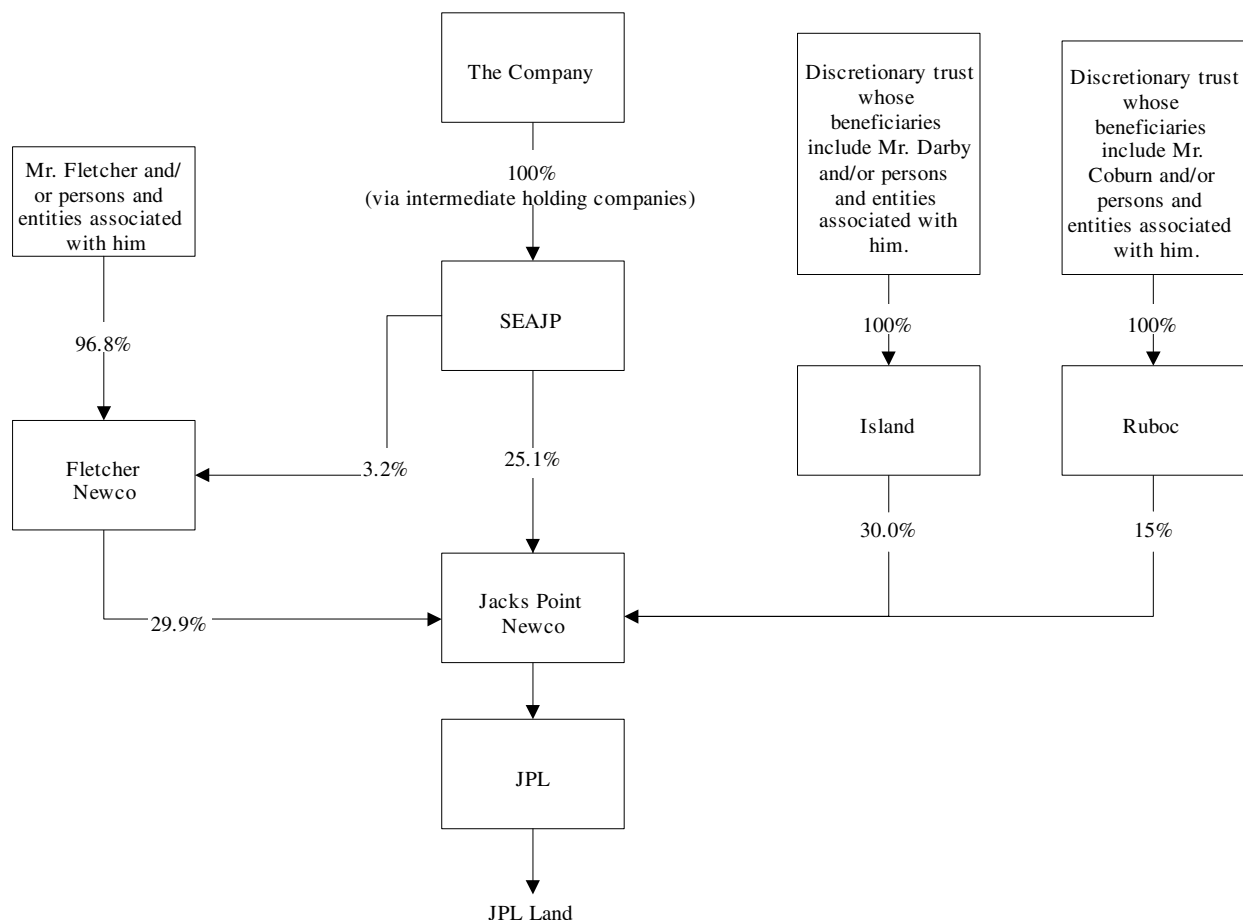 The Company
Discretionary trust
whose
beneficiaries
include Mr. Darby
and/or persons
and entities
associated with
him.
Discretionary trust
whose
beneficiaries
include Mr.
Coburn and/or
persons and
entities associated
with him.
Mr. Fletcher and/
or persons and
entities associated
with him
100%
(via intermediate holding companies)
SEAJP
96.8%
100%
100%
Island
Ruboc
Fletcher
Newco
3.2%
25.1%
30.0%
15%
Jacks Point
Newco
29.9%
JPL
JPL Land